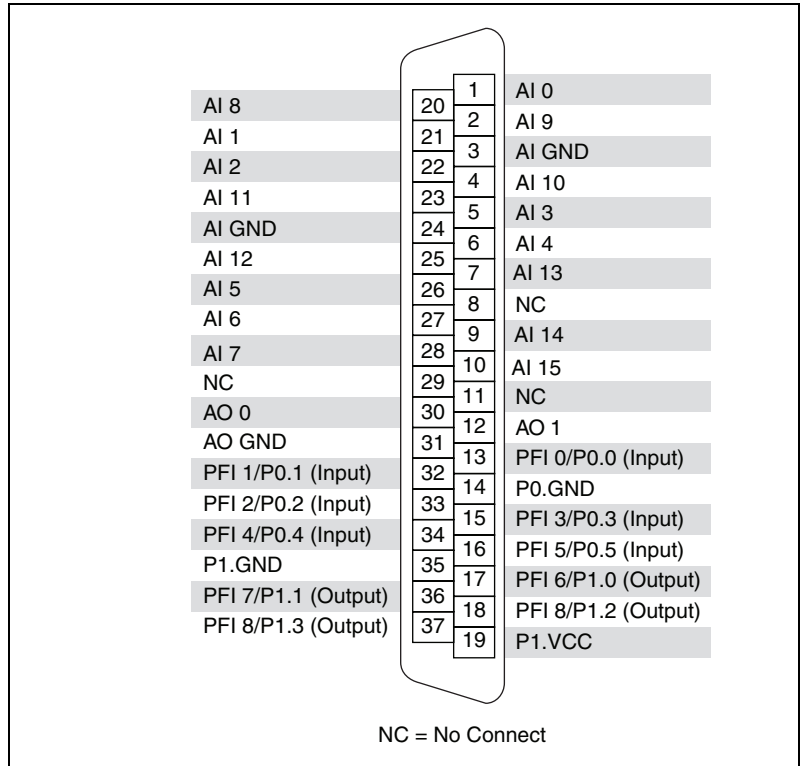 1 AI 0
AI 8 20
2 AI 9
AI 1 21
3 AI GND
AI 2 22
4 AI 10
AI 11 23
5 AI 3
AI GND 24
6 AI 4
AI 12 25
7 AI 13
AI 5 26
8 NC
AI 6 27
9 AI 14
AI 7 28
10 AI 15
NC 29
11 NC
AO 0 30
12 AO 1
AO GND 31
13 PFI 0/P0.0 (Input)
PFI 1/P0.1 (Input) 32
14 P0.GND
PFI 2/P0.2 (Input) 33
15 PFI 3/P0.3 (Input)
PFI 4/P0.4 (Input) 34
16 PFI 5/P0.5 (Input)
P1.GND 35
17 PFI 6/P1.0 (Output)
PFI 7/P1.1 (Output) 36
18 PFI 8/P1.2 (Output)
PFI 8/P1.3 (Output) 37
19 P1.VCC
NC = No Connect